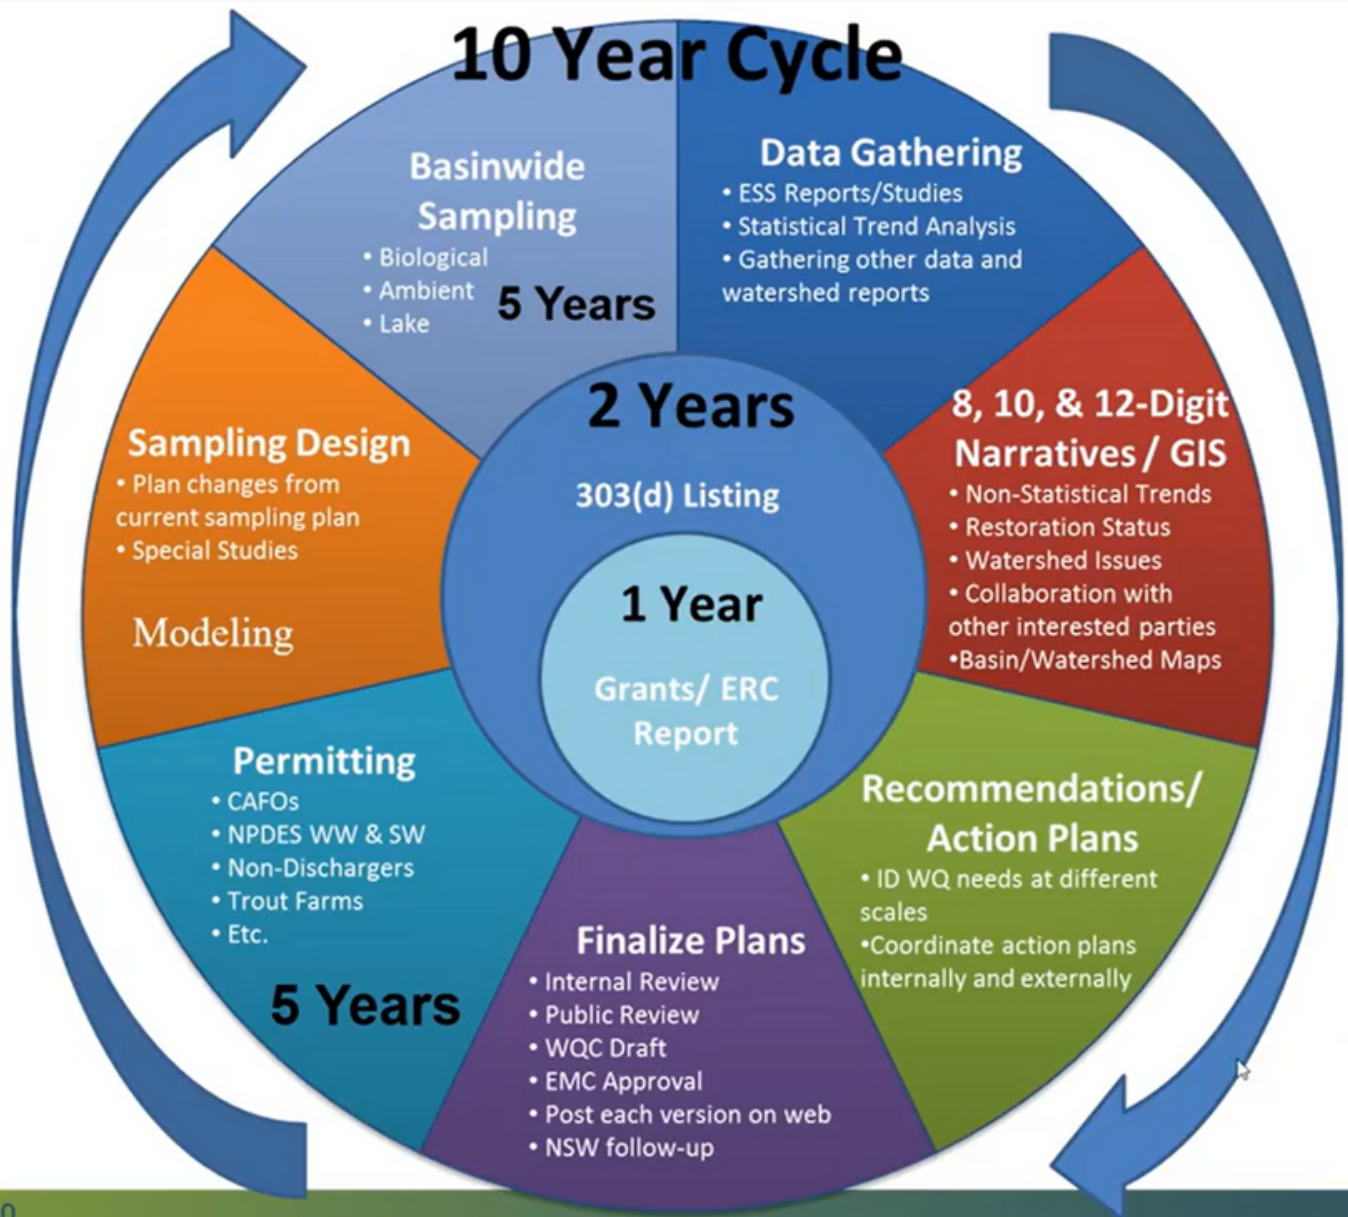 10 Year Cycle
Basinwide
Sampling
• Biological
• Ambient
• Lake
5 Years
Data Gathering
• ESS Reports/Studies
• Statistical Trend Analysis
• Gathering other data and
watershed reports
8, 10, & 12-Digit
Narratives / GIS
• Non-Statistical Trends
• Restoration Status
• Watershed Issues
• Collaboration with
other interested parties
•Basin/Watershed Maps
Recommendations/
Action Plans
• ID WQ needs at different
scales
•Coordinate action plans
internally and externally
Finalize Plans
• Internal Review
• Public Review
• WQC Draft
• EMC Approval
• Post each version on web
• NSW follow-up
Permitting
• CAFOs
• NPDES WW & SW
• Non-Dischargers
• Trout Farms
• Etc.
5 Years
Sampling Design
• Plan changes from
current sampling plan
• Special Studies
Modeling
2 Years
303(d) Listing
1 Year
Grants/ ERC
Report